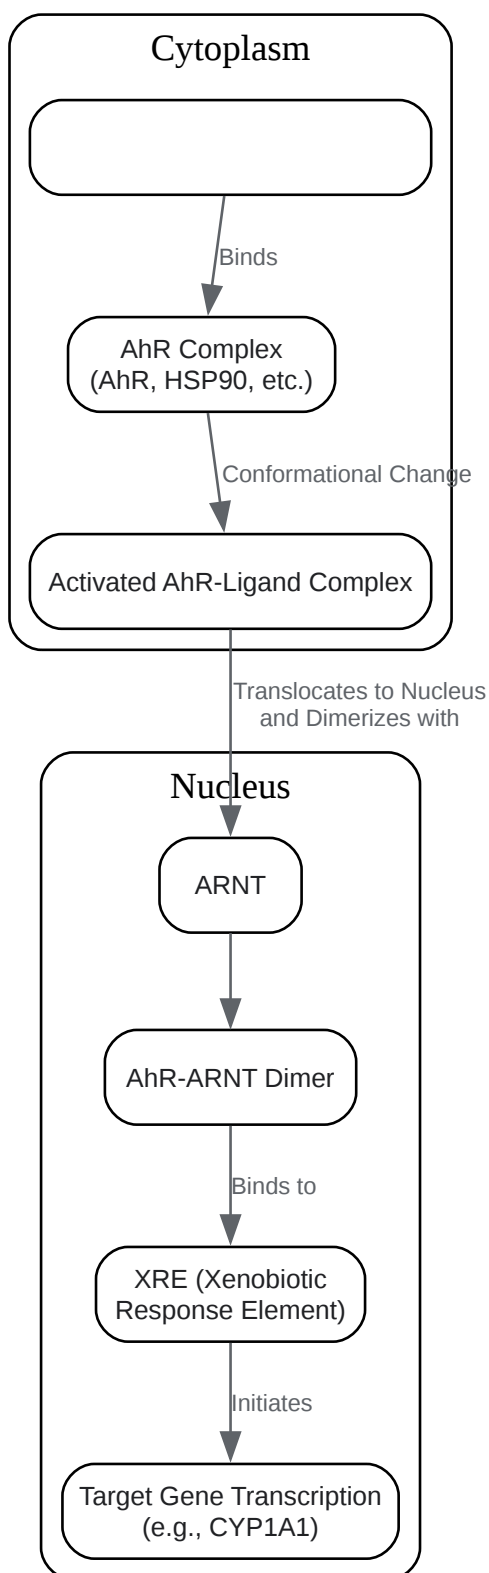 Cytoplasm
Binds
AhR Complex
(AhR, HSP90, etc.)
Conformational Change
Activated AhR-Ligand Complex
Translocates to Nucleus
and Dimerizes with
Nucleus
ARNT
AhR-ARNT Dimer
Binds to
XRE (Xenobiotic
Response Element)
Initiates
Target Gene Transcription
(e.g., CYP1A1)